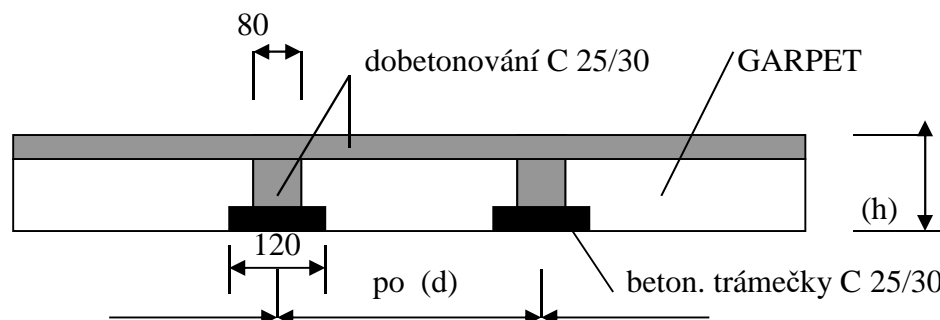 80
dobetonování C 25/30
GARPET
(h)
120
po (d)
beton. trámečky C 25/30